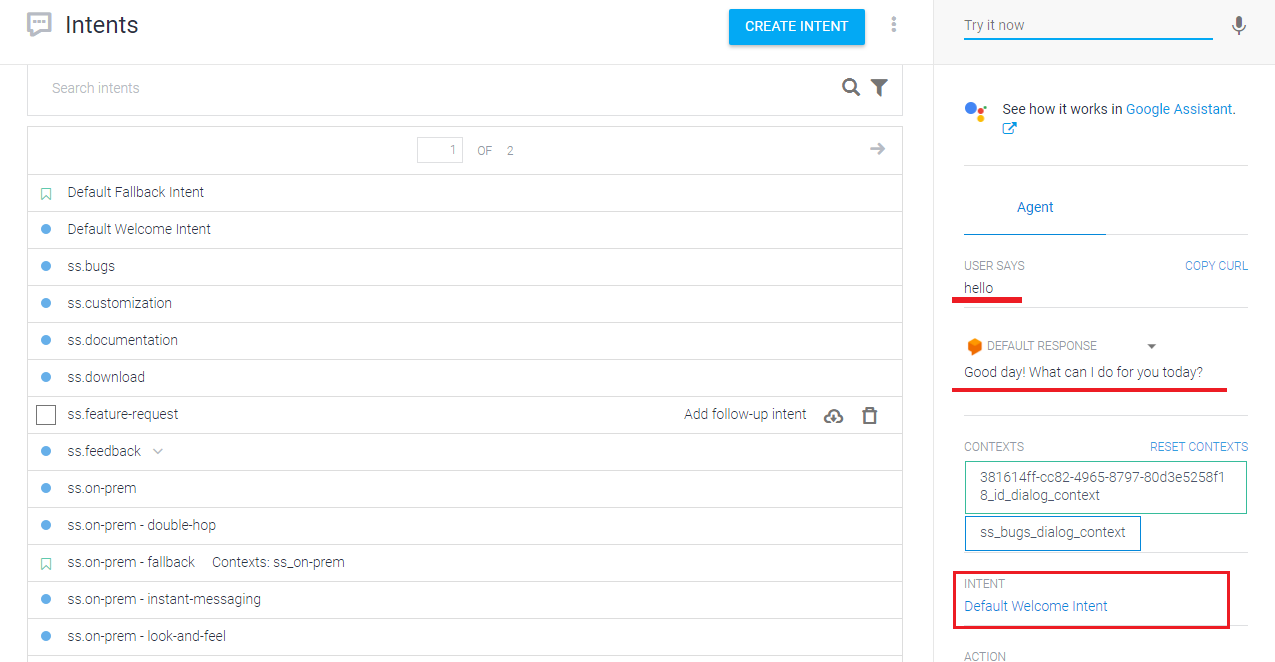 Intents
CREATE INTENT
Search intents
1 OF 2
Default Fallback Intent
Default Welcome Intent
ss.bugs
ss.customization
ss.documentation
ss.download
ss.feature-request Add follow-up intent
ss.feedback
ss.on-prem
ss.on-prem - double-hop
ss.on-prem - fallback Contexts: ss_on-prem
ss.on-prem - instant-messaging
ss.on-prem - look-and-feel
Try it now
See how it works in Google Assistant.
Agent
USER SAYS COPY CURL
hello
DEFAULT RESPONSE
Good day! What can I do for you today?
CONTEXTS RESET CONTEXTS
381614ff-cc82-4965-8797-80d3e5258f1
8_id_dialog_context
ss_bugs_dialog_context
INTENT
Default Welcome Intent
ACTION